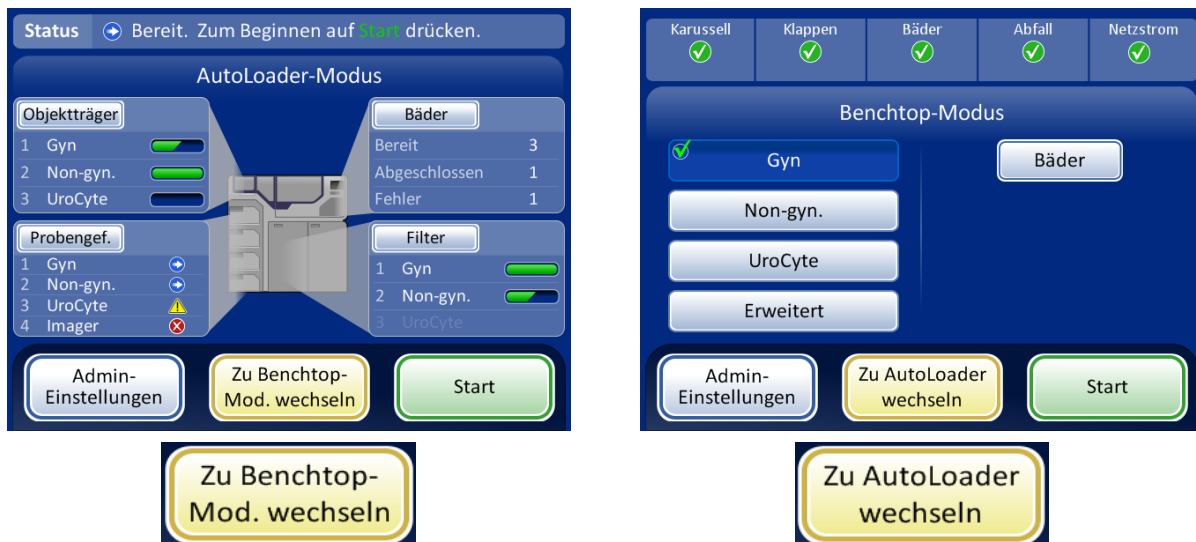 Status Bereit. Zum Beginnen auf Start drücken.
AutoLoader-Modus
Objektträger
1 Gyn
2 Non-gyn.
3 UroCyte
Bäder
Bereit 3
Abgeschlossen 1
Fehler 1
Probengef.
1 Gyn
2 Non-gyn.
3 UroCyte
4 Imager
Filter
1 Gyn
2 Non-gyn.
3 UroCyte
Admin-
Einstellungen
Zu Benchtop-
Mod. wechseln
Start
Zu Benchtop-
Mod. wechseln
Karussell Klappen Bäder Abfall Netzstrom
Benchtop-Modus
Gyn
Non-gyn.
UroCyte
Erweitert
Bäder
Admin-
Einstellungen
Zu AutoLoader
wechseln
Start
Zu AutoLoader
wechseln